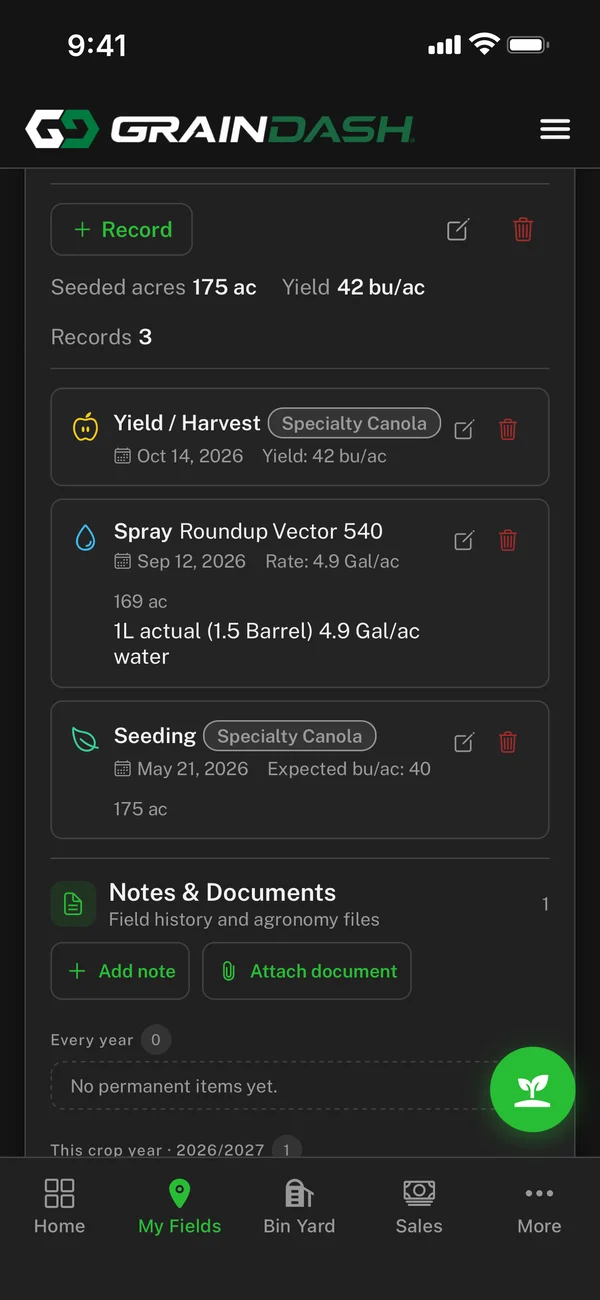 9:41
GRAINDASH
+ Record
Seeded acres 175 ac Yield 42 bu/ac
Records 3
Yield / Harvest Specialty Canola
Oct 14, 2026 Yield: 42 bu/ac
Spray Roundup Vector 540
Sep 12, 2026 Rate: 4.9 Gal/ac
169 ac
1L actual (1.5 Barrel) 4.9 Gal/ac
water
Seeding Specialty Canola
May 21, 2026 Expected bu/ac: 40
175 ac
Notes & Documents
1
Field history and agronomy files
+ Add note Attach document
Every year 0
No permanent items yet.
This crop year · 2026/2027 1
Home My Fields Bin Yard Sales More